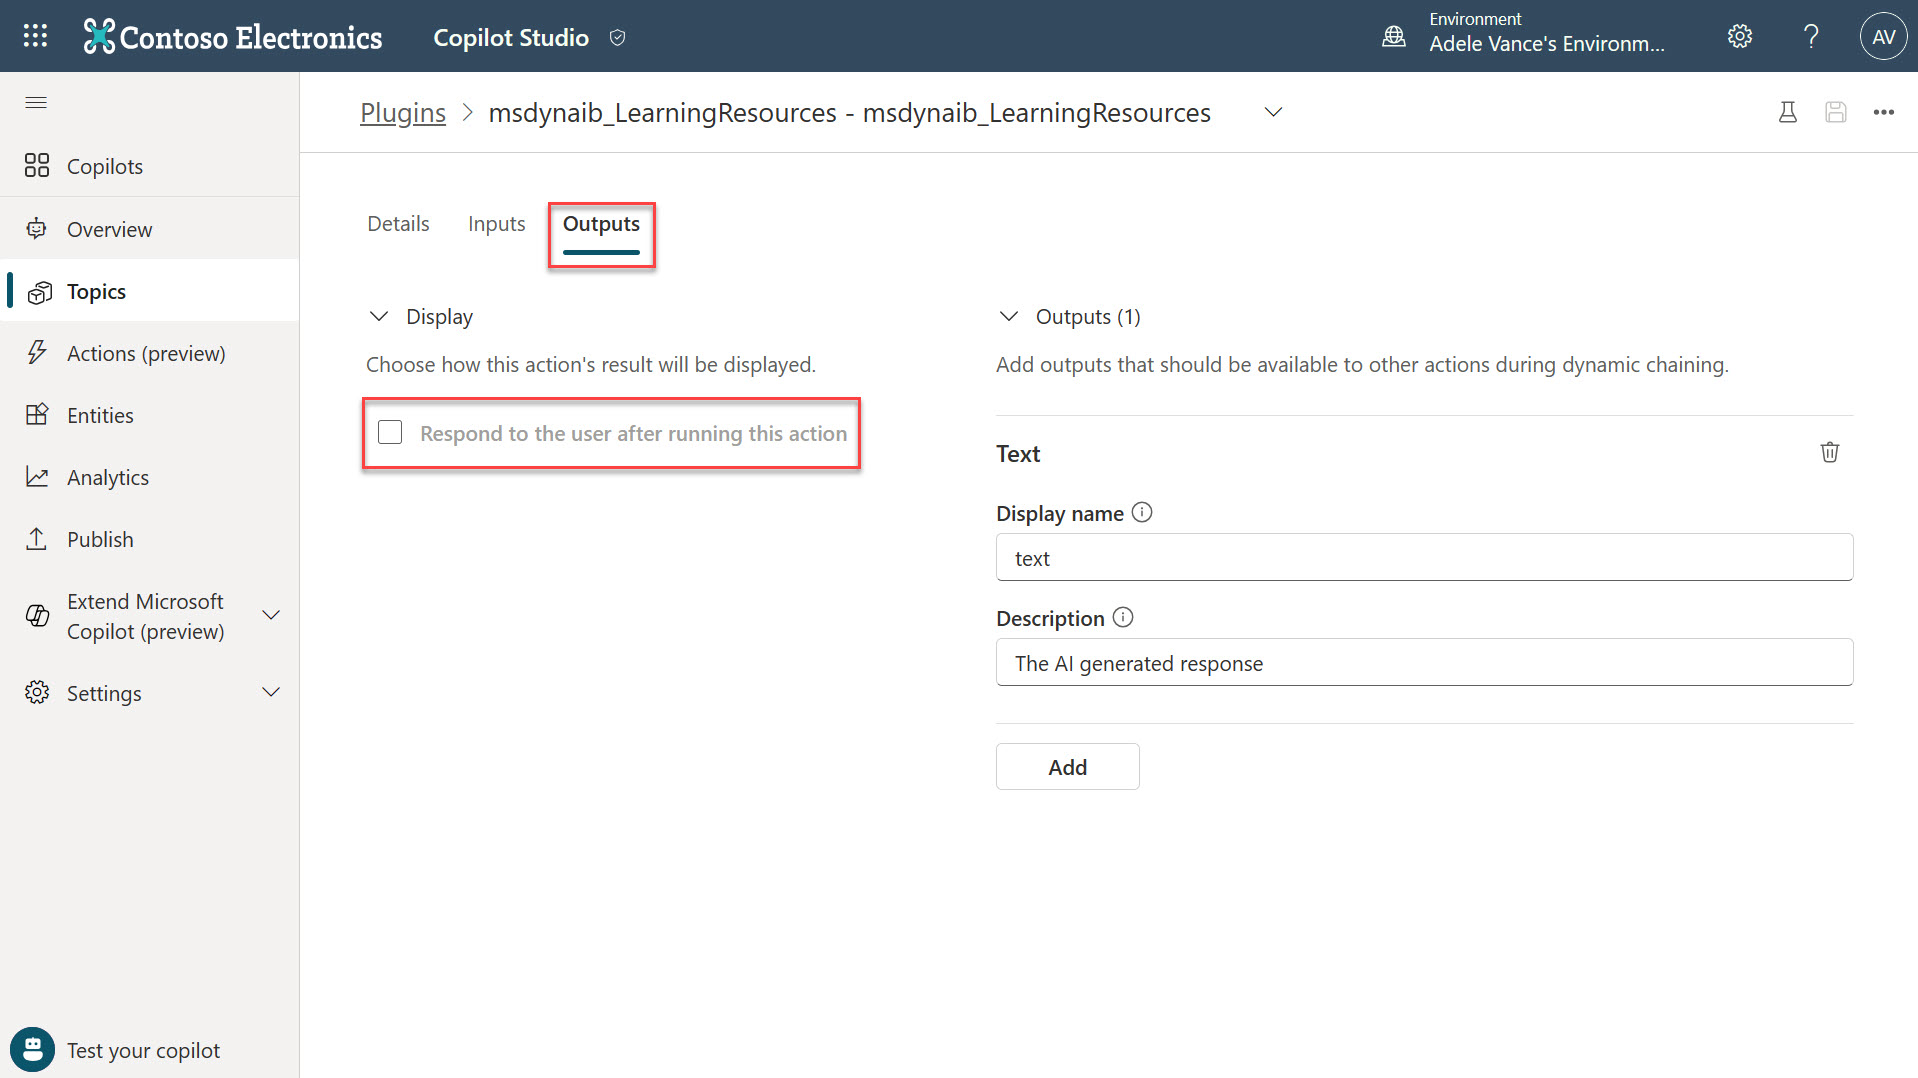 Contoso Electronics
Copilot Studio
Environment
Adele Vance's Environm...
AV
Plugins > msdynaib_LearningResources - msdynaib_LearningResources
Copilots
Overview
Topics
Actions (preview)
Entities
Analytics
Publish
Extend Microsoft
Copilot (preview)
Settings
Test your copilot
Details
Inputs
Outputs
Display
Choose how this action's result will be displayed.
Respond to the user after running this action
Outputs (1)
Add outputs that should be available to other actions during dynamic chaining.
Text
Display name
text
Description
The AI generated response
Add